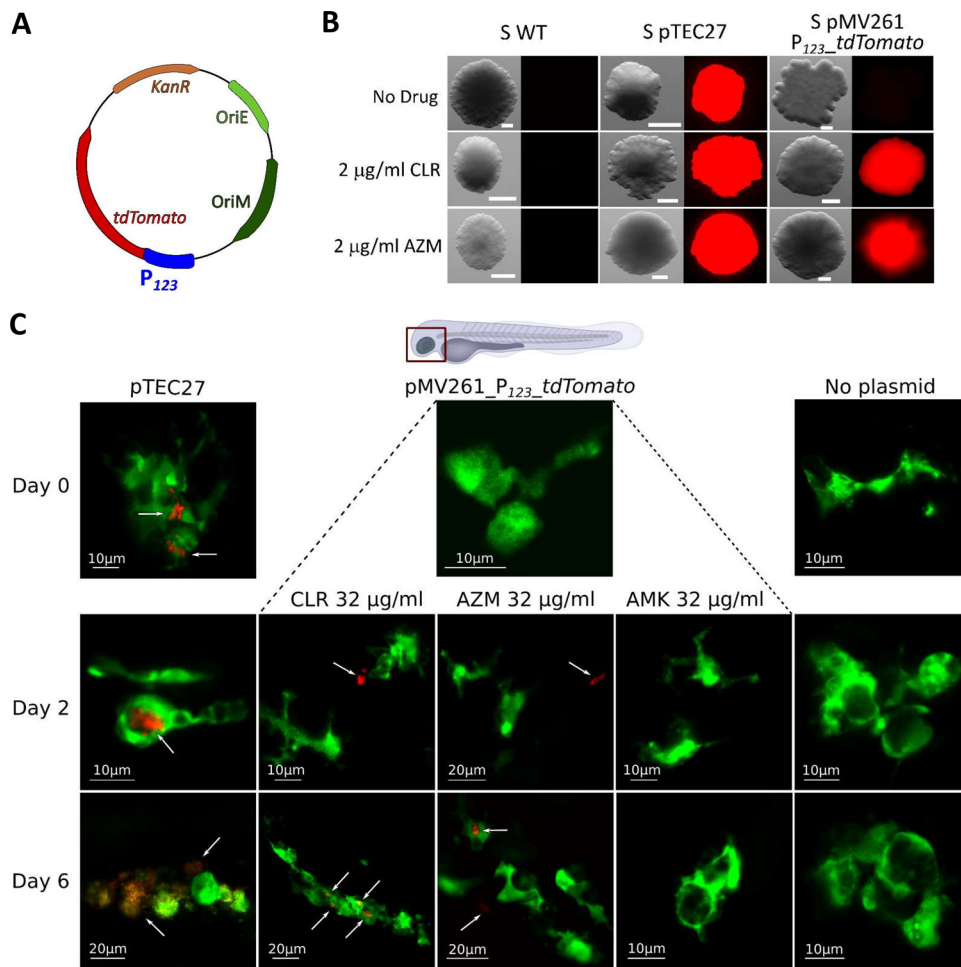 A
KanR
OriE
OriM
tdTomato
P123
B
S WT
S pTEC27
S pMV261
P123_tdTomato
No Drug
2 µg/ml CLR
2 µg/ml AZM
C
pTEC27
pMV261_P123_tdTomato
No plasmid
Day 0
10µm
10µm
10µm
CLR 32 µg/ml
AZM 32 µg/ml
AMK 32 µg/ml
Day 2
10µm
10µm
20µm
10µm
10µm
Day 6
20µm
20µm
20µm
10µm
20µm